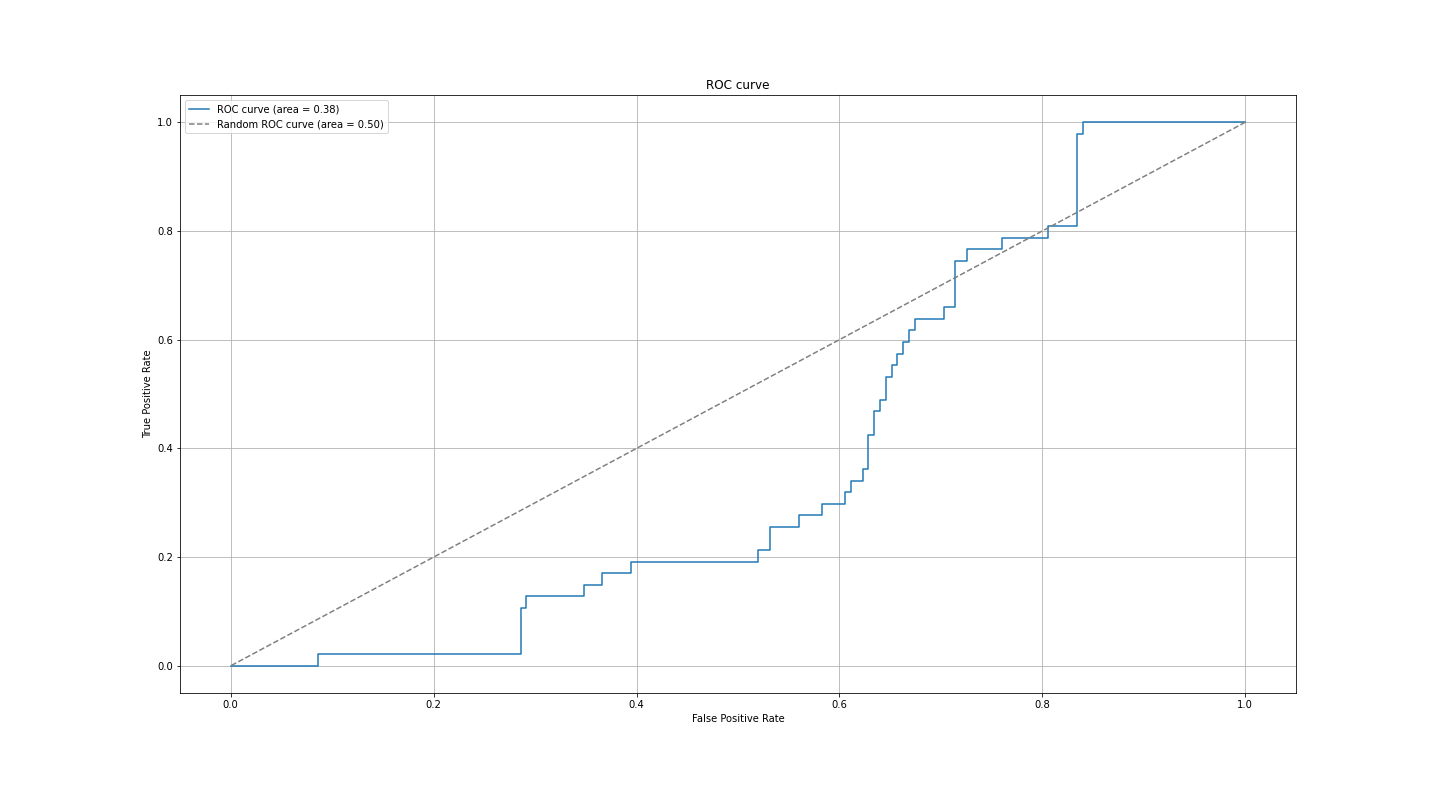 ROC curve
ROC curve (area = 0.38)
Random ROC curve (area = 0.50)
1.0
0.8
0.6
0.4
0.2
0.0
True Positive Rate
0.0 0.2 0.4 0.6 0.8 1.0
False Positive Rate